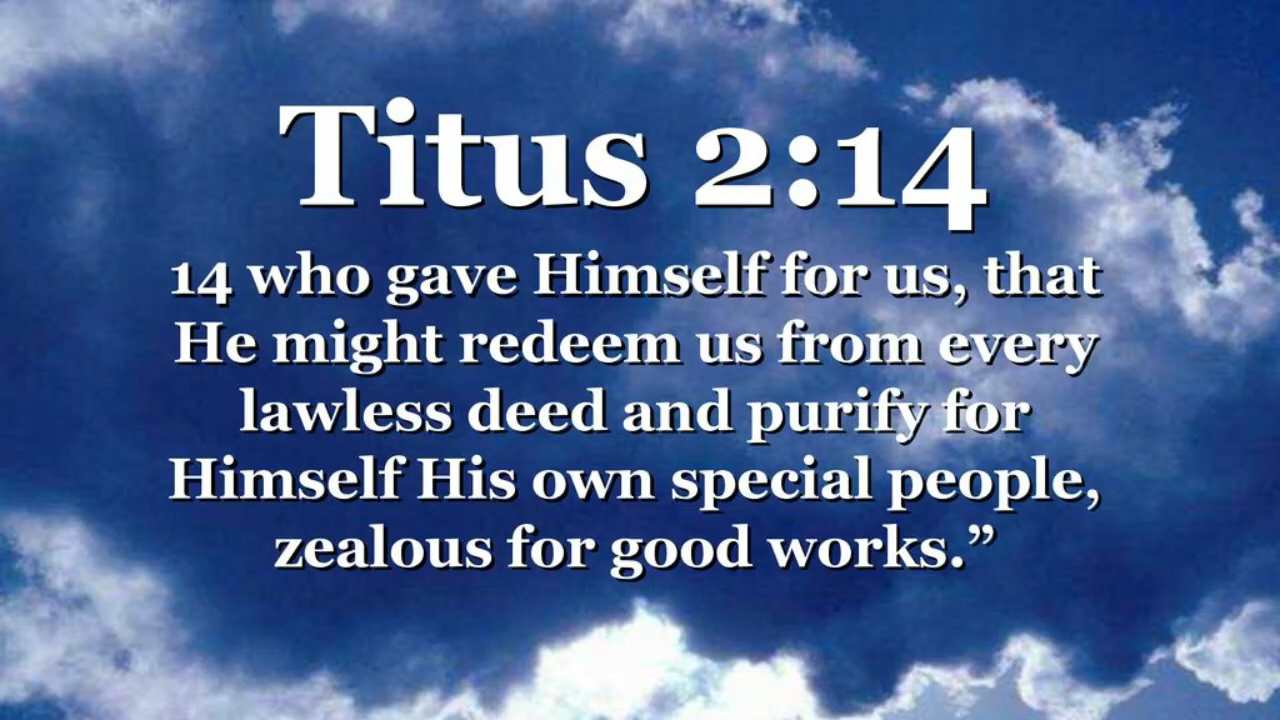 Titus 2:14
14 who gave Himself for us, that
He might redeem us from every
lawless deed and purify for
Himself His own special people,
zealous for good works.”